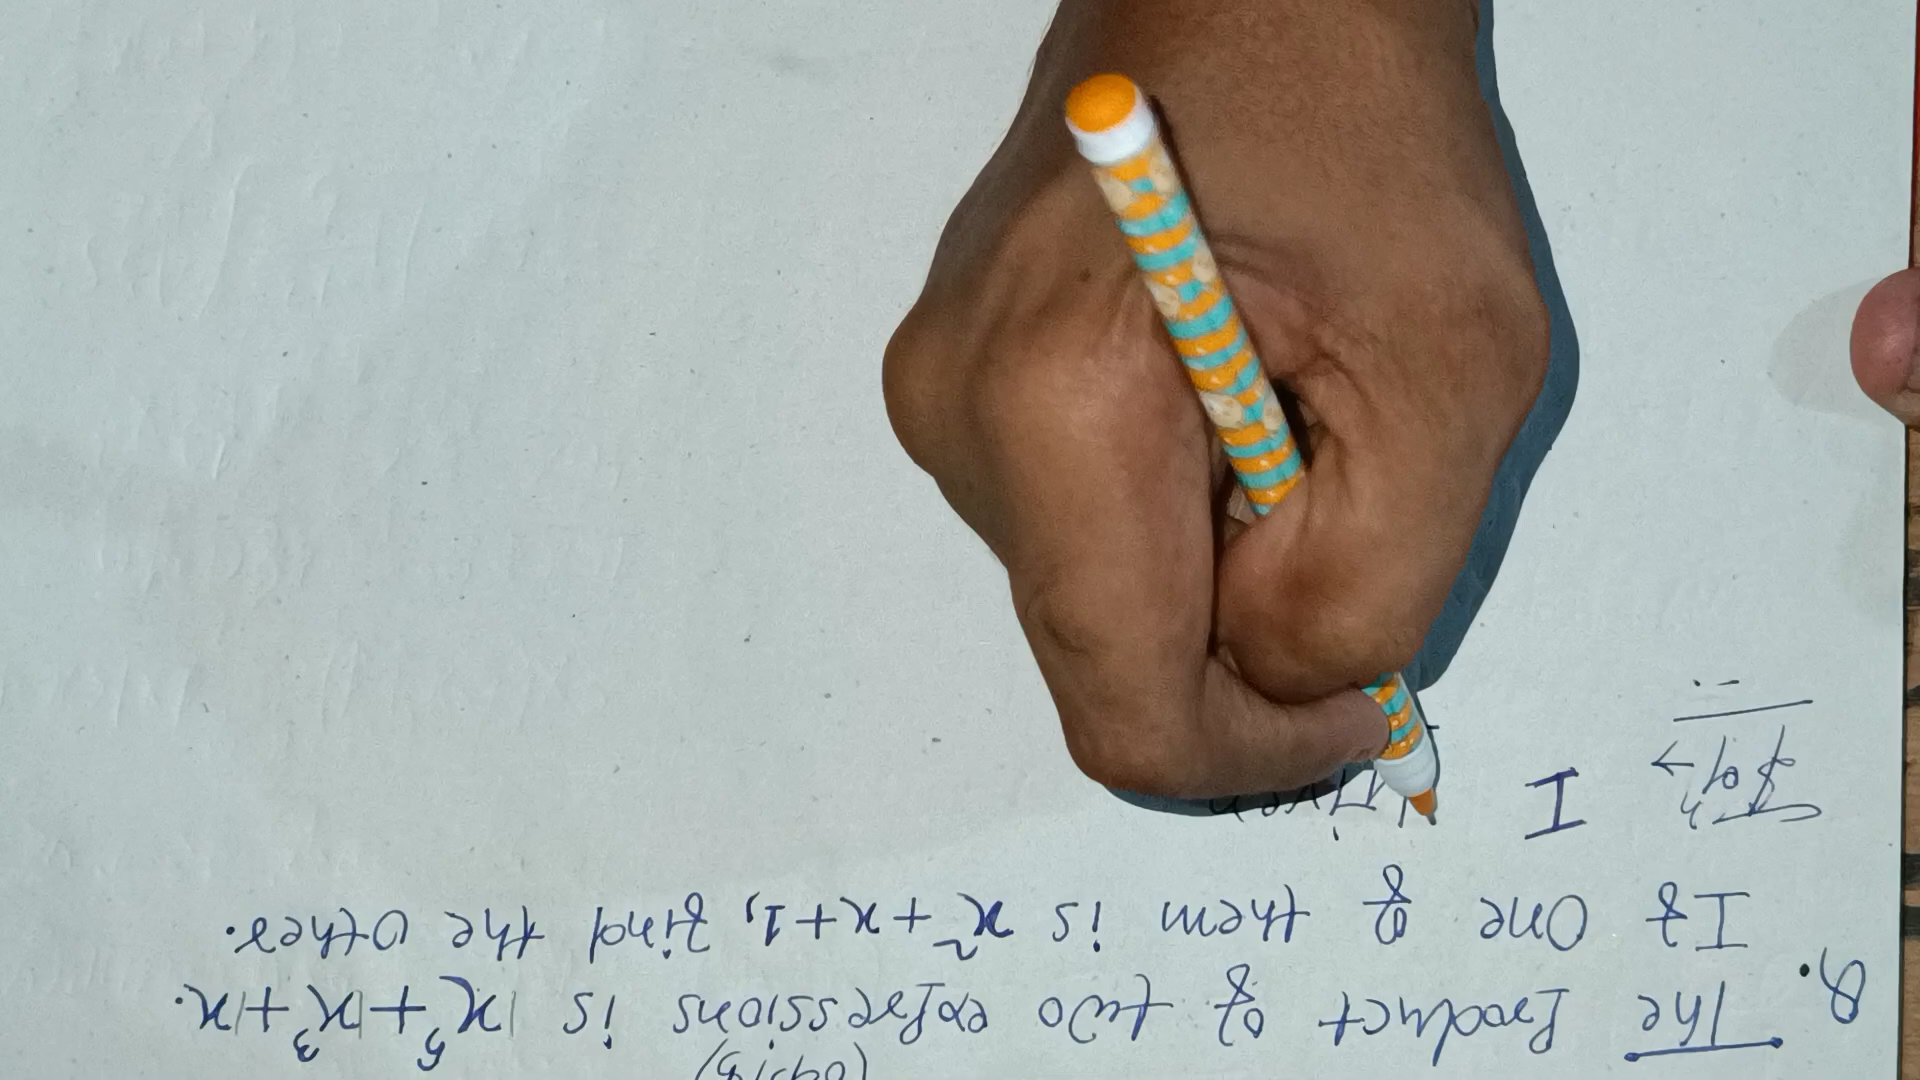 Q. The Product of two expressions is x⁵+x³+x.
If One of them is x²+x+1, find the Other.
Solⁿ → I Given